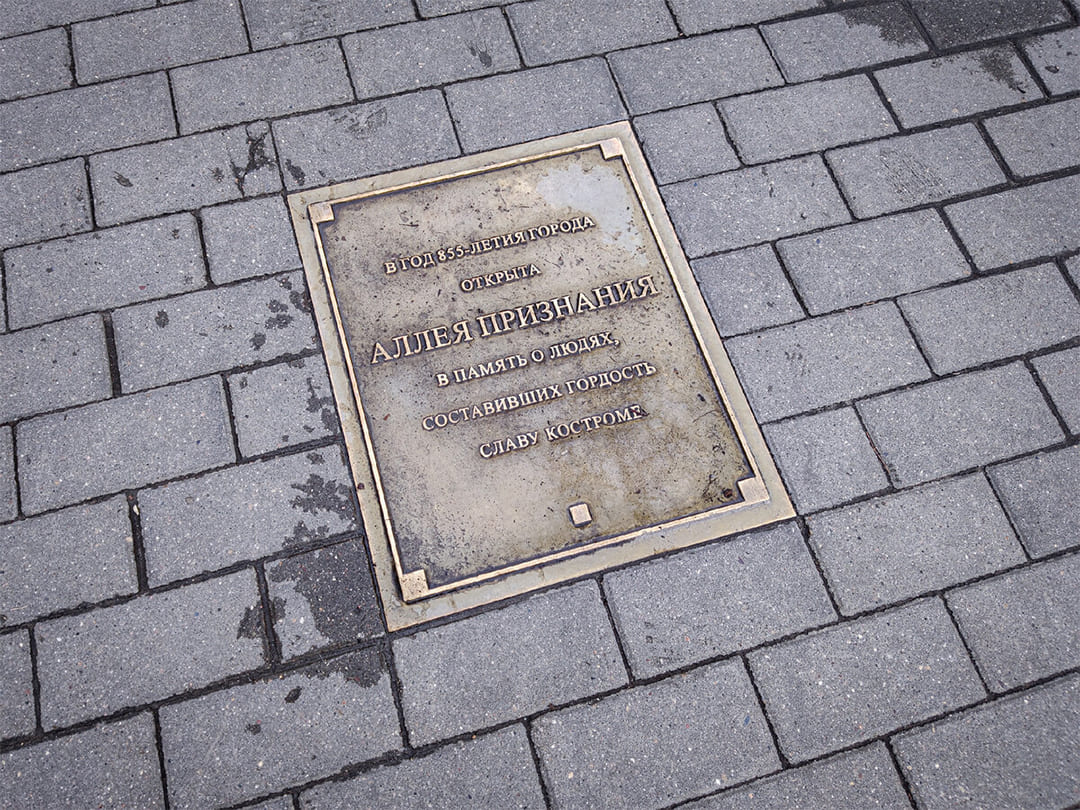 В ГОД 855-ЛЕТИЯ ГОРОДА
ОТКРЫТА
АЛЛЕЯ ПРИЗНАНИЯ
В ПАМЯТЬ О ЛЮДЯХ,
СОСТАВИВШИХ ГОРДОСТЬ
СЛАВУ КОСТРОМЕ